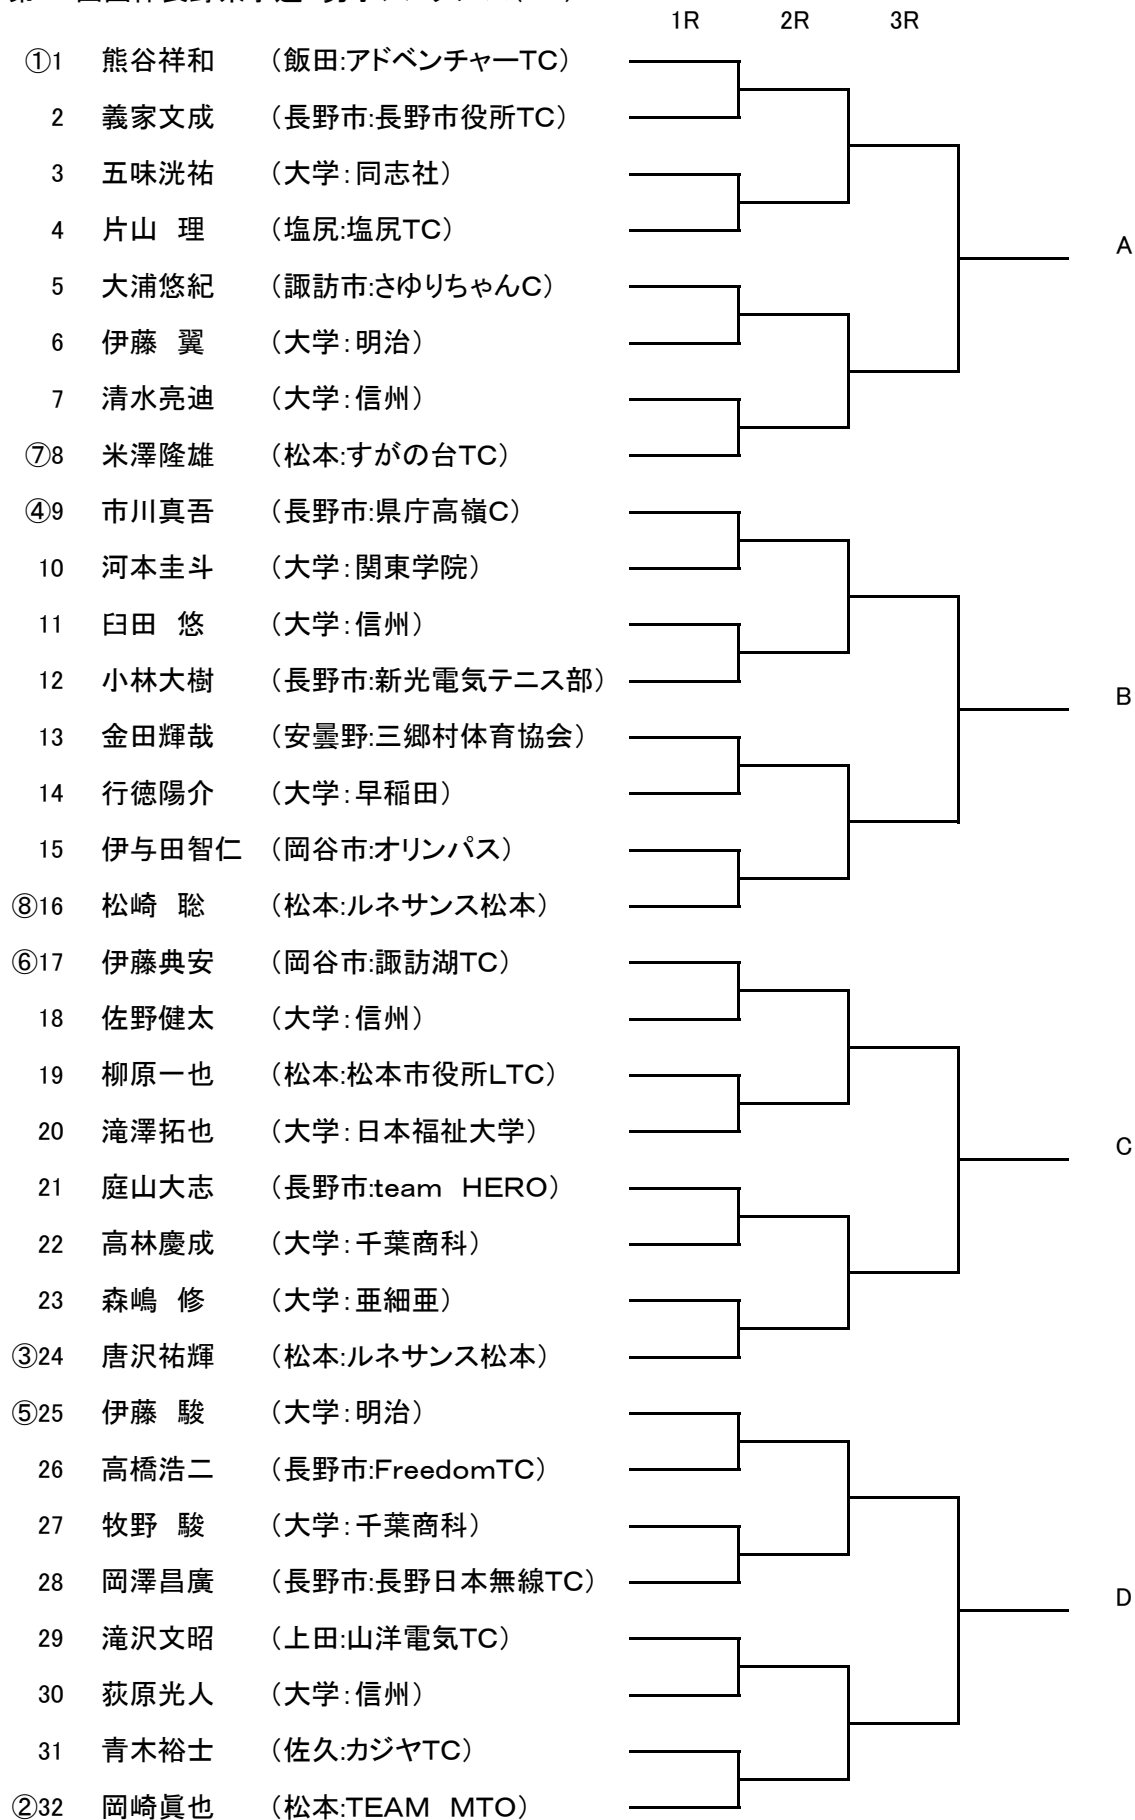 1R 2R 3R
①1 熊谷祥和 （飯田:アドベンチャーTC）
2 義家文成 （長野市:長野市役所TC）
3 五味洸祐 （大学:同志社）
4 片山 理 （塩尻:塩尻TC）
A
5 大浦悠紀 （諏訪市:さゆりちゃんC）
6 伊藤 翼 （大学:明治）
7 清水亮迪 （大学:信州）
⑦8 米澤隆雄 （松本:すがの台TC）
④9 市川真吾 （長野市:県庁高嶺C）
10 河本圭斗 （大学:関東学院）
11 臼田 悠 （大学:信州）
12 小林大樹 （長野市:新光電気テニス部）
B
13 金田輝哉 （安曇野:三郷村体育協会）
14 行徳陽介 （大学:早稲田）
15 伊与田智仁 （岡谷市:オリンパス）
⑧16 松崎 聡 （松本:ルネサンス松本）
⑥17 伊藤典安 （岡谷市:諏訪湖TC）
18 佐野健太 （大学:信州）
19 柳原一也 （松本:松本市役所LTC）
20 滝澤拓也 （大学:日本福祉大学）
C
21 庭山大志 （長野市:team HERO）
22 高林慶成 （大学:千葉商科）
23 森嶋 修 （大学:亜細亜）
③24 唐沢祐輝 （松本:ルネサンス松本）
⑤25 伊藤 駿 （大学:明治）
26 高橋浩二 （長野市:FreedomTC）
27 牧野 駿 （大学:千葉商科）
28 岡澤昌廣 （長野市:長野日本無線TC）
D
29 滝沢文昭 （上田:山洋電気TC）
30 荻原光人 （大学:信州）
31 青木裕士 （佐久:カジヤTC）
②32 岡崎眞也 （松本:TEAM MTO）